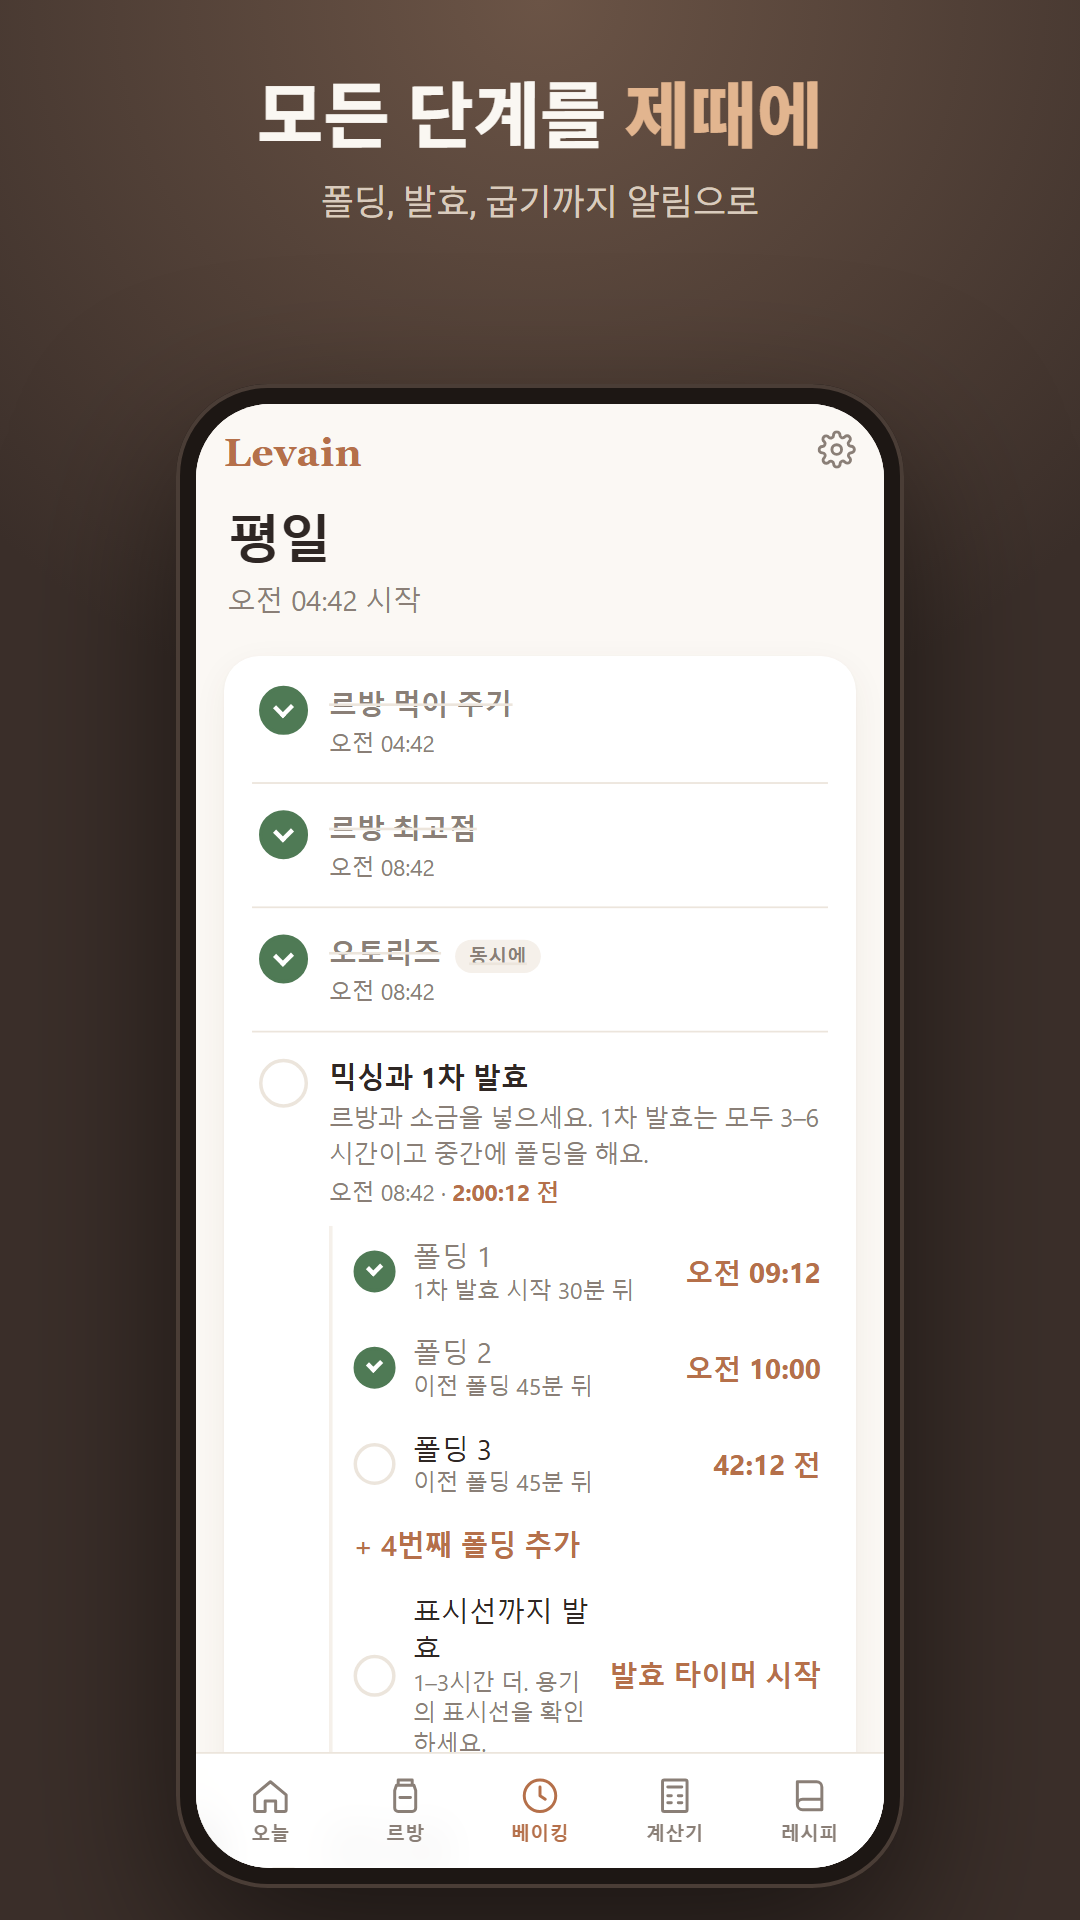 모든 단계를 제때에
폴딩, 발효, 굽기까지 알림으로
Levain
평일
오전 04:42 시작
르방 먹이 주기
오전 04:42
르방 최고점
오전 08:42
오토리즈 동시에
오전 08:42
믹싱과 1차 발효
르방과 소금을 넣으세요. 1차 발효는 모두 3–6
시간이고 중간에 폴딩을 해요.
오전 08:42 · 2:00:12 전
폴딩 1
1차 발효 시작 30분 뒤
오전 09:12
폴딩 2
이전 폴딩 45분 뒤
오전 10:00
폴딩 3
이전 폴딩 45분 뒤
42:12 전
+ 4번째 폴딩 추가
표시선까지 발
효
1–3시간 더. 용기
의 표시선을 확인
하세요.
발효 타이머 시작
오늘
르방
베이킹
계산기
레시피